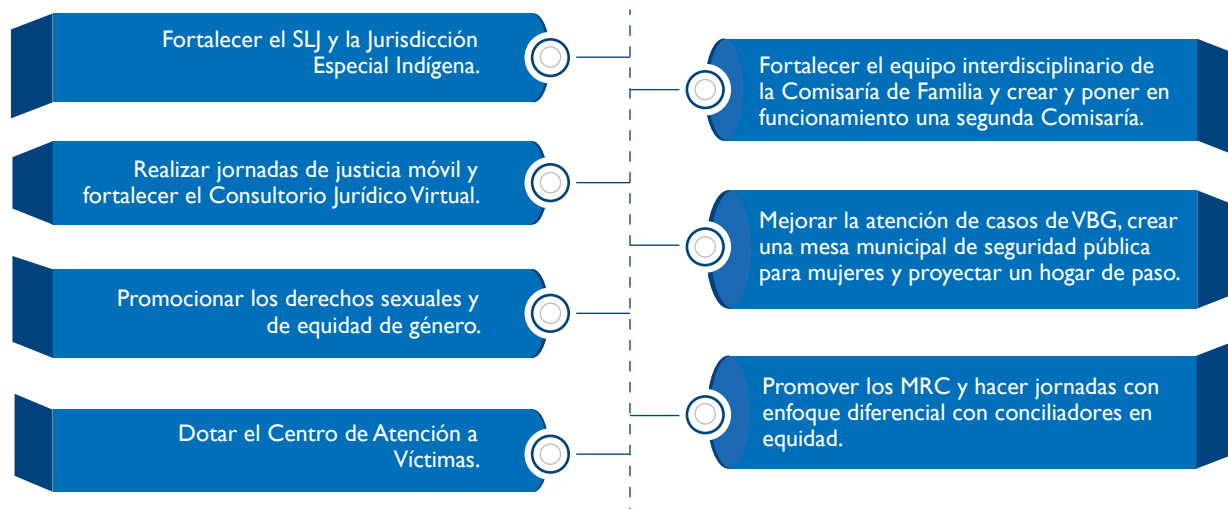 Fortalecer el SLJ y la Jurisdicción
Especial Indígena.
Fortalecer el equipo interdisciplinario de
la Comisaría de Familia y crear y poner en
funcionamiento una segunda Comisaría.
Realizar jornadas de justicia móvil y
fortalecer el Consultorio Jurídico Virtual.
Mejorar la atención de casos de VBG, crear
una mesa municipal de seguridad pública
para mujeres y proyectar un hogar de paso.
Promocionar los derechos sexuales y
de equidad de género.
Promover los MRC y hacer jornadas con
enfoque diferencial con conciliadores en
equidad.
Dotar el Centro de Atención a
Víctimas.